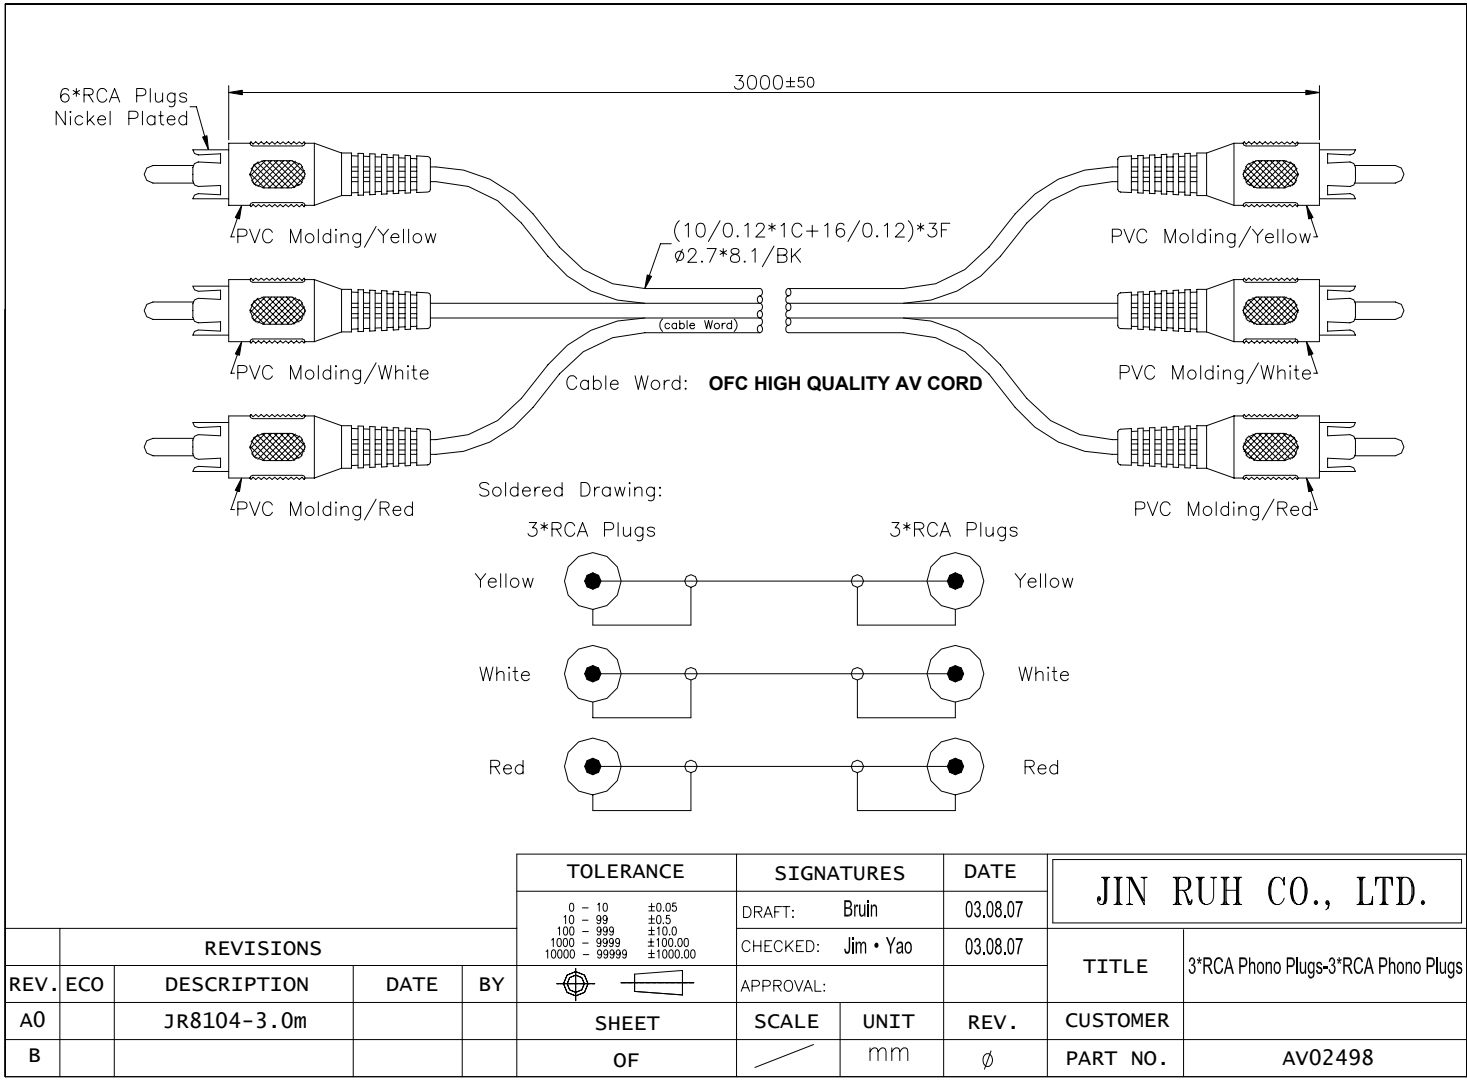 3000±50
6*RCA Plugs
Nickel Plated
PVC Molding/Yellow
(10/0.12*1C+16/0.12)*3F
ø2.7*8.1/BK
PVC Molding/Yellow
(cable Word)
PVC Molding/White
Cable Word: OFC HIGH QUALITY AV CORD
PVC Molding/White
PVC Molding/Red
Soldered Drawing:
PVC Molding/Red
3*RCA Plugs 3*RCA Plugs
Yellow Yellow
White White
Red Red
TOLERANCE SIGNATURES DATE
JIN RUH CO., LTD.
0 - 10 ±0.05
10 - 99 ±0.5
100 - 999 ±10.0
1000 - 9999 ±100.00
10000 - 99999 ±1000.00
DRAFT: Bruin 03.08.07
CHECKED: Jim • Yao 03.08.07
APPROVAL:
TITLE 3*RCA Phono Plugs-3*RCA Phono Plugs
REVISIONS
REV. ECO DESCRIPTION DATE BY
A0 JR8104-3.0m
B
SHEET SCALE UNIT REV. CUSTOMER
OF mm ø PART NO. AV02498